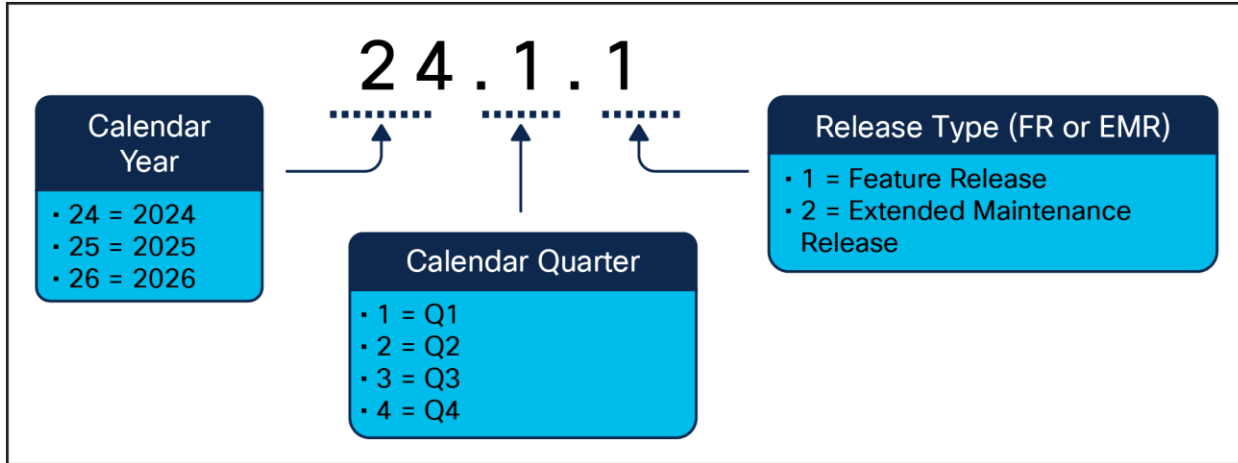 24.1.1
Calendar
Year
▪ 24 = 2024
▪ 25 = 2025
▪ 26 = 2026
Calendar Quarter
▪ 1 = Q1
▪ 2 = Q2
▪ 3 = Q3
▪ 4 = Q4
Release Type (FR or EMR)
▪ 1 = Feature Release
▪ 2 = Extended Maintenance
Release